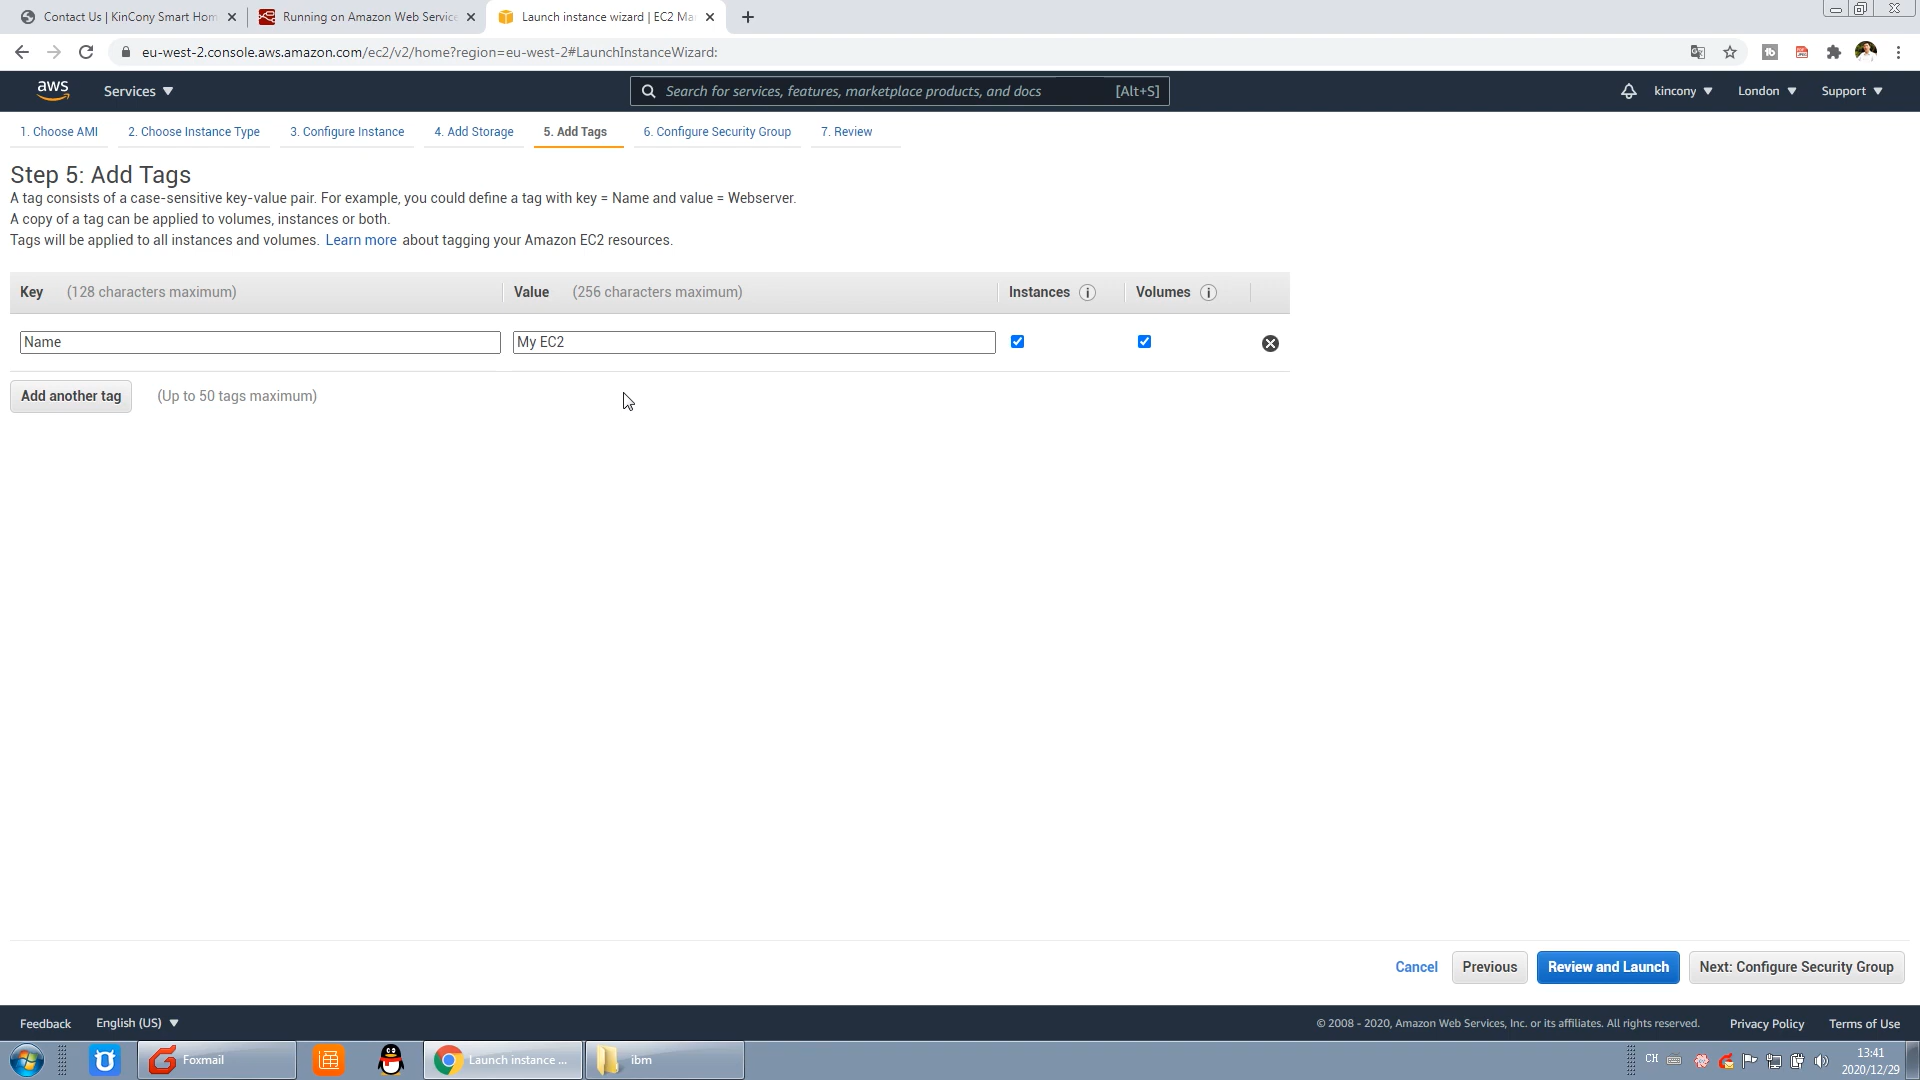 Contact Us | KinCony Smart Hom
Running on Amazon Web Service
Launch instance wizard | EC2 Ma
eu-west-2.console.aws.amazon.com/ec2/v2/home?region=eu-west-2#LaunchInstanceWizard:
aws
Services
Search for services, features, marketplace products, and docs
[Alt+S]
kincony
London
Support
1. Choose AMI
2. Choose Instance Type
3. Configure Instance
4. Add Storage
5. Add Tags
6. Configure Security Group
7. Review
Step 5: Add Tags
A tag consists of a case-sensitive key-value pair. For example, you could define a tag with key = Name and value = Webserver.
A copy of a tag can be applied to volumes, instances or both.
Tags will be applied to all instances and volumes. Learn more about tagging your Amazon EC2 resources.
Key (128 characters maximum)
Value (256 characters maximum)
Instances
Volumes
Name
My EC2
Add another tag
(Up to 50 tags maximum)
Cancel
Previous
Review and Launch
Next: Configure Security Group
Feedback
English (US)
© 2008 - 2020, Amazon Web Services, Inc. or its affiliates. All rights reserved.
Privacy Policy
Terms of Use
Foxmail
Launch instance ...
ibm
CH
13:41
2020/12/29